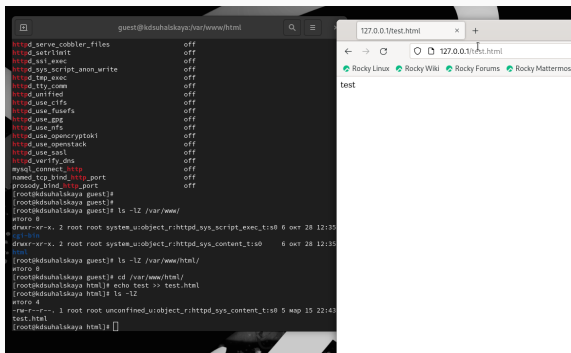 guest@kdsuhalskaya:/var/www/html
httpd_serve_cobbler_files off
httpd_setrlimit off
httpd_ssi_exec off
httpd_sys_script_anon_write off
httpd_tmp_exec off
httpd_tty_comm off
httpd_unified off
httpd_use_cifs off
httpd_use_fusefs off
httpd_use_gpg off
httpd_use_nfs off
httpd_use_opencryptoki off
httpd_use_openstack off
httpd_use_sasl off
httpd_verify_dns off
mysql_connect_http off
named_tcp_bind_http_port off
prosody_bind_http_port off
[root@kdsuhalskaya guest]#
[root@kdsuhalskaya guest]#
[root@kdsuhalskaya guest]# ls -lZ /var/www/
итого 0
drwxr-xr-x. 2 root root system_u:object_r:httpd_sys_script_exec_t:s0 6 окт 28 12:35
cgi-bin
drwxr-xr-x. 2 root root system_u:object_r:httpd_sys_content_t:s0 6 окт 28 12:35
html
[root@kdsuhalskaya guest]# ls -lZ /var/www/html/
итого 0
[root@kdsuhalskaya guest]# cd /var/www/html/
[root@kdsuhalskaya html]# echo test >> test.html
[root@kdsuhalskaya html]# ls -lZ
итого 4
-rw-r--r--. 1 root root unconfined_u:object_r:httpd_sys_content_t:s0 5 мар 15 22:43
test.html
[root@kdsuhalskaya html]#
127.0.0.1/test.html
127.0.0.1/test.html
Rocky Linux Rocky Wiki Rocky Forums Rocky Mattermos
test